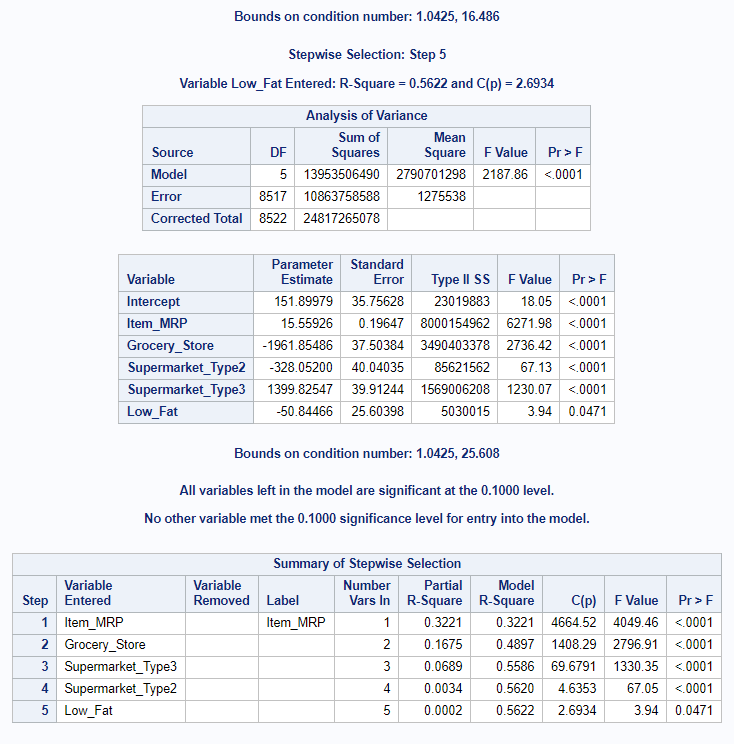 Bounds on condition number: 1.0425, 16.486
Stepwise Selection: Step 5
Variable Low_Fat Entered: R-Square = 0.5622 and C(p) = 2.6934
Analysis of Variance
Source DF Sum of Squares Mean Square F Value Pr > F
Model 5 13953506490 2790701298 2187.86 <.0001
Error 8517 10863758588 1275538
Corrected Total 8522 24817265078
Variable Parameter Estimate Standard Error Type II SS F Value Pr > F
Intercept 151.89979 35.75628 23019883 18.05 <.0001
Item_MRP 15.55926 0.19647 8000154962 6271.98 <.0001
Grocery_Store -1961.85486 37.50384 3490403378 2736.42 <.0001
Supermarket_Type2 -328.05200 40.04035 85621562 67.13 <.0001
Supermarket_Type3 1399.82547 39.91244 1569006208 1230.07 <.0001
Low_Fat -50.84466 25.60398 5030015 3.94 0.0471
Bounds on condition number: 1.0425, 25.608
All variables left in the model are significant at the 0.1000 level.
No other variable met the 0.1000 significance level for entry into the model.
Summary of Stepwise Selection
Step Variable Entered Variable Removed Label Number Vars In Partial R-Square Model R-Square C(p) F Value Pr > F
1 Item_MRP Item_MRP 1 0.3221 0.3221 4664.52 4049.46 <.0001
2 Grocery_Store 2 0.1675 0.4897 1408.29 2796.91 <.0001
3 Supermarket_Type3 3 0.0689 0.5586 69.6791 1330.35 <.0001
4 Supermarket_Type2 4 0.0034 0.5620 4.6353 67.05 <.0001
5 Low_Fat 5 0.0002 0.5622 2.6934 3.94 0.0471